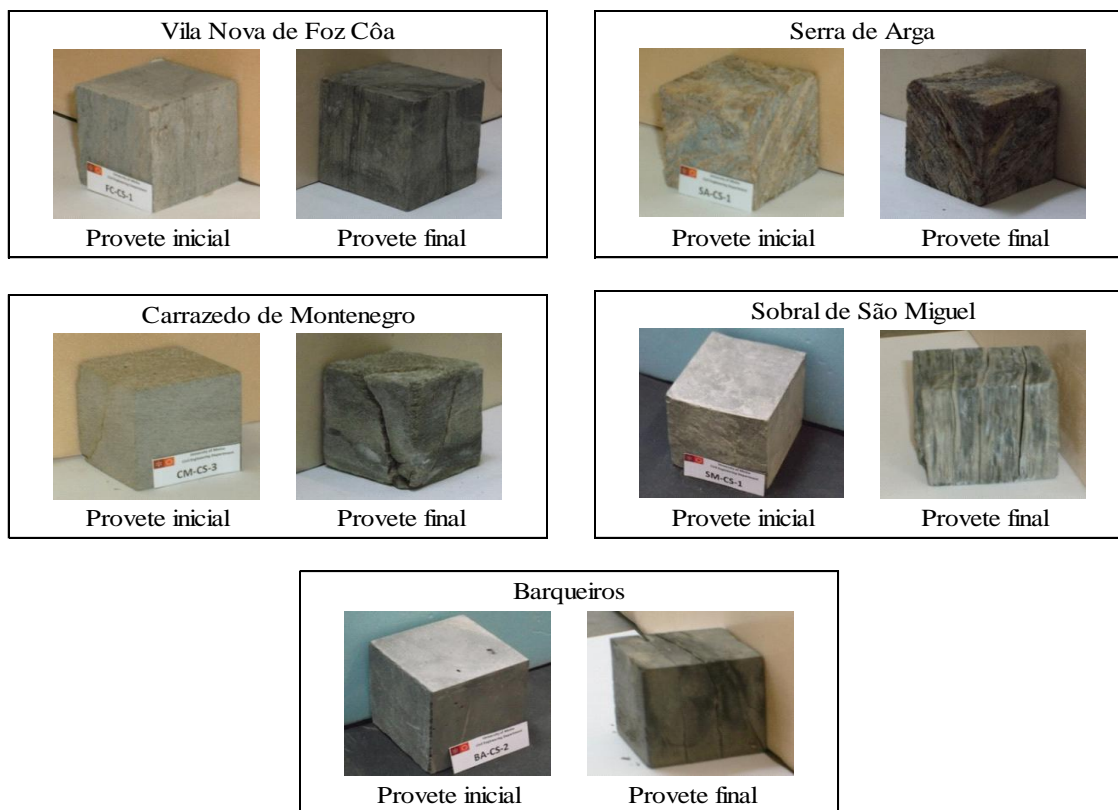 Vila Nova de Foz Côa
FC-CS-1
Provete inicial
Provete final
Serra de Arga
SA-CS-1
Provete inicial
Provete final
Carrazedo de Montenegro
CM-CS-3
Provete inicial
Provete final
Sobral de São Miguel
SM-CS-1
Provete inicial
Provete final
Barqueiros
BA-CS-2
Provete inicial
Provete final